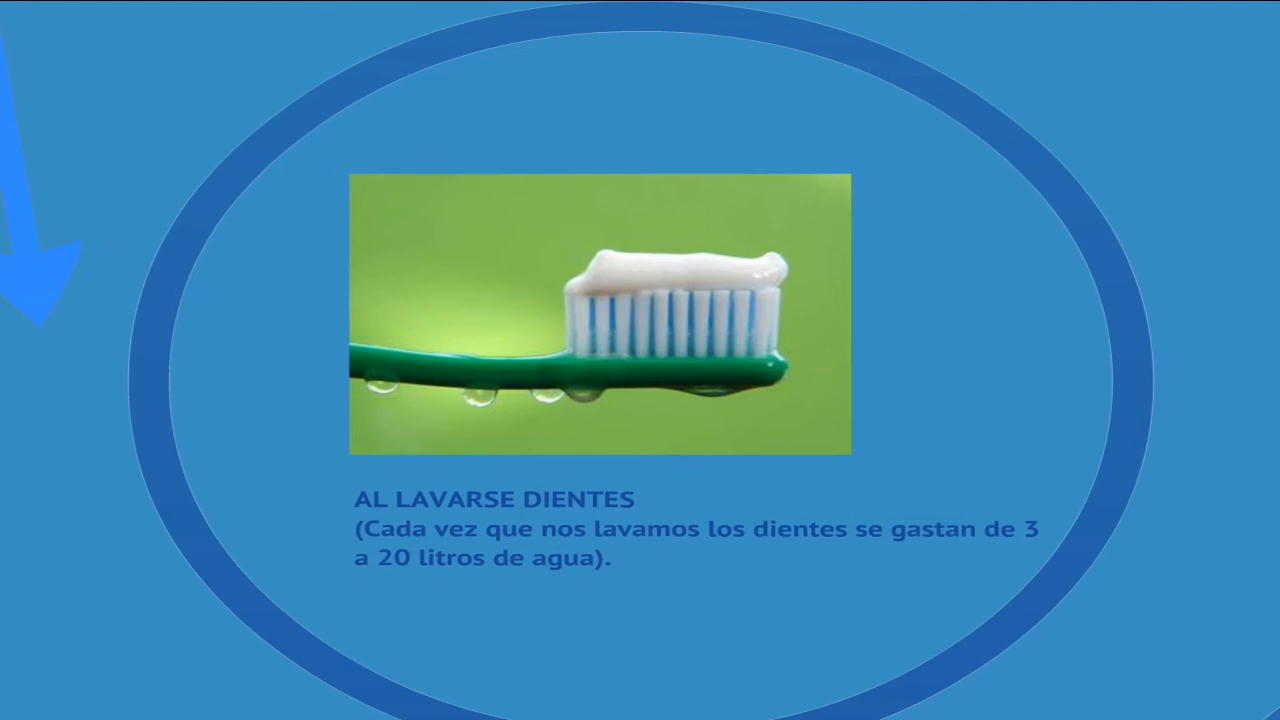 AL LAVARSE DIENTES
(Cada vez que nos lavamos los dientes se gastan de 3
a 20 litros de agua).